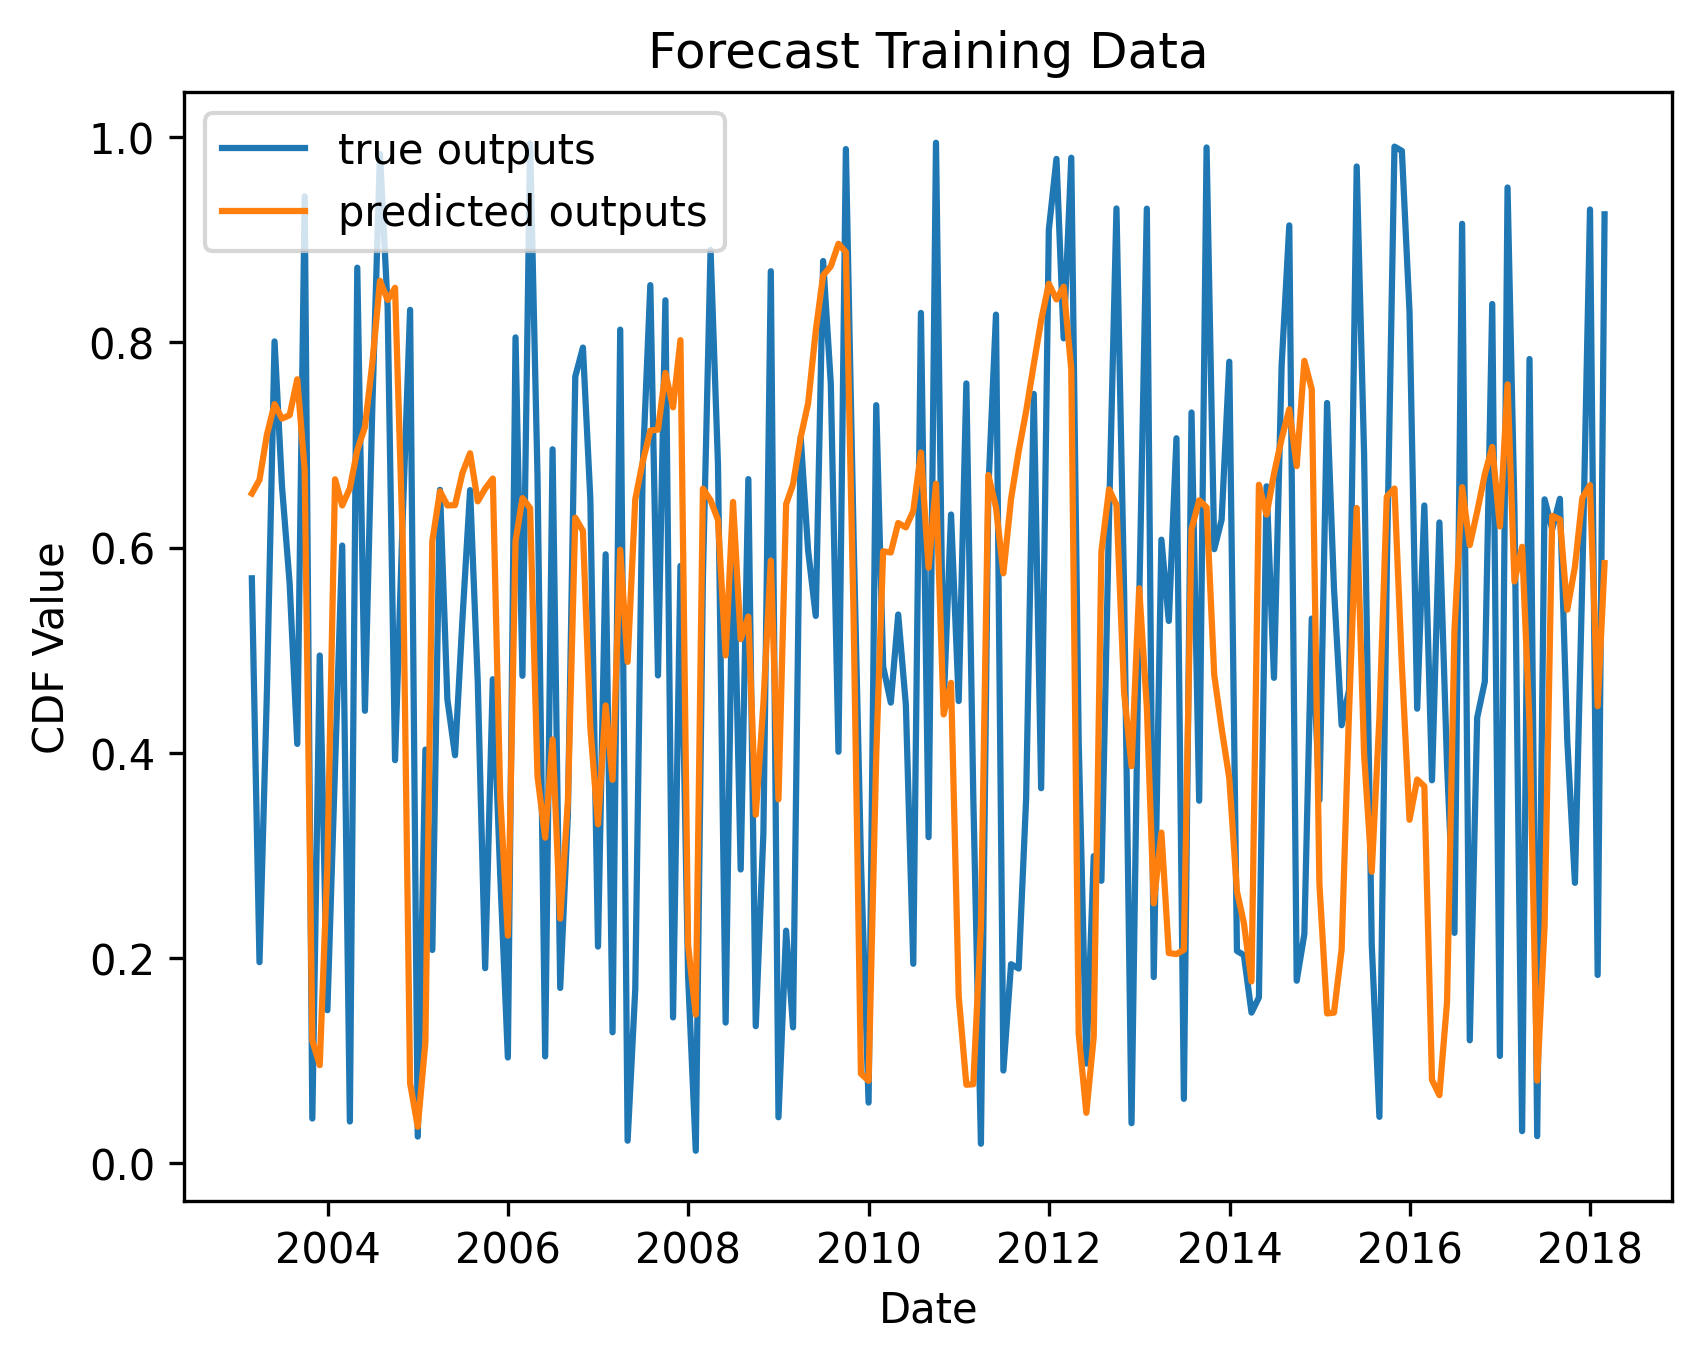 Forecast Training Data
true outputs
predicted outputs
1.0
0.8
0.6
0.4
0.2
0.0
CDF Value
2004 2006 2008 2010 2012 2014 2016 2018
Date